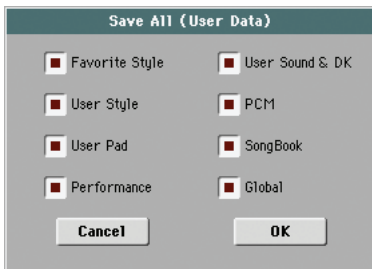 Save All (User Data)
Favorite Style
User Sound & DK
User Style
PCM
User Pad
SongBook
Performance
Global
Cancel
OK